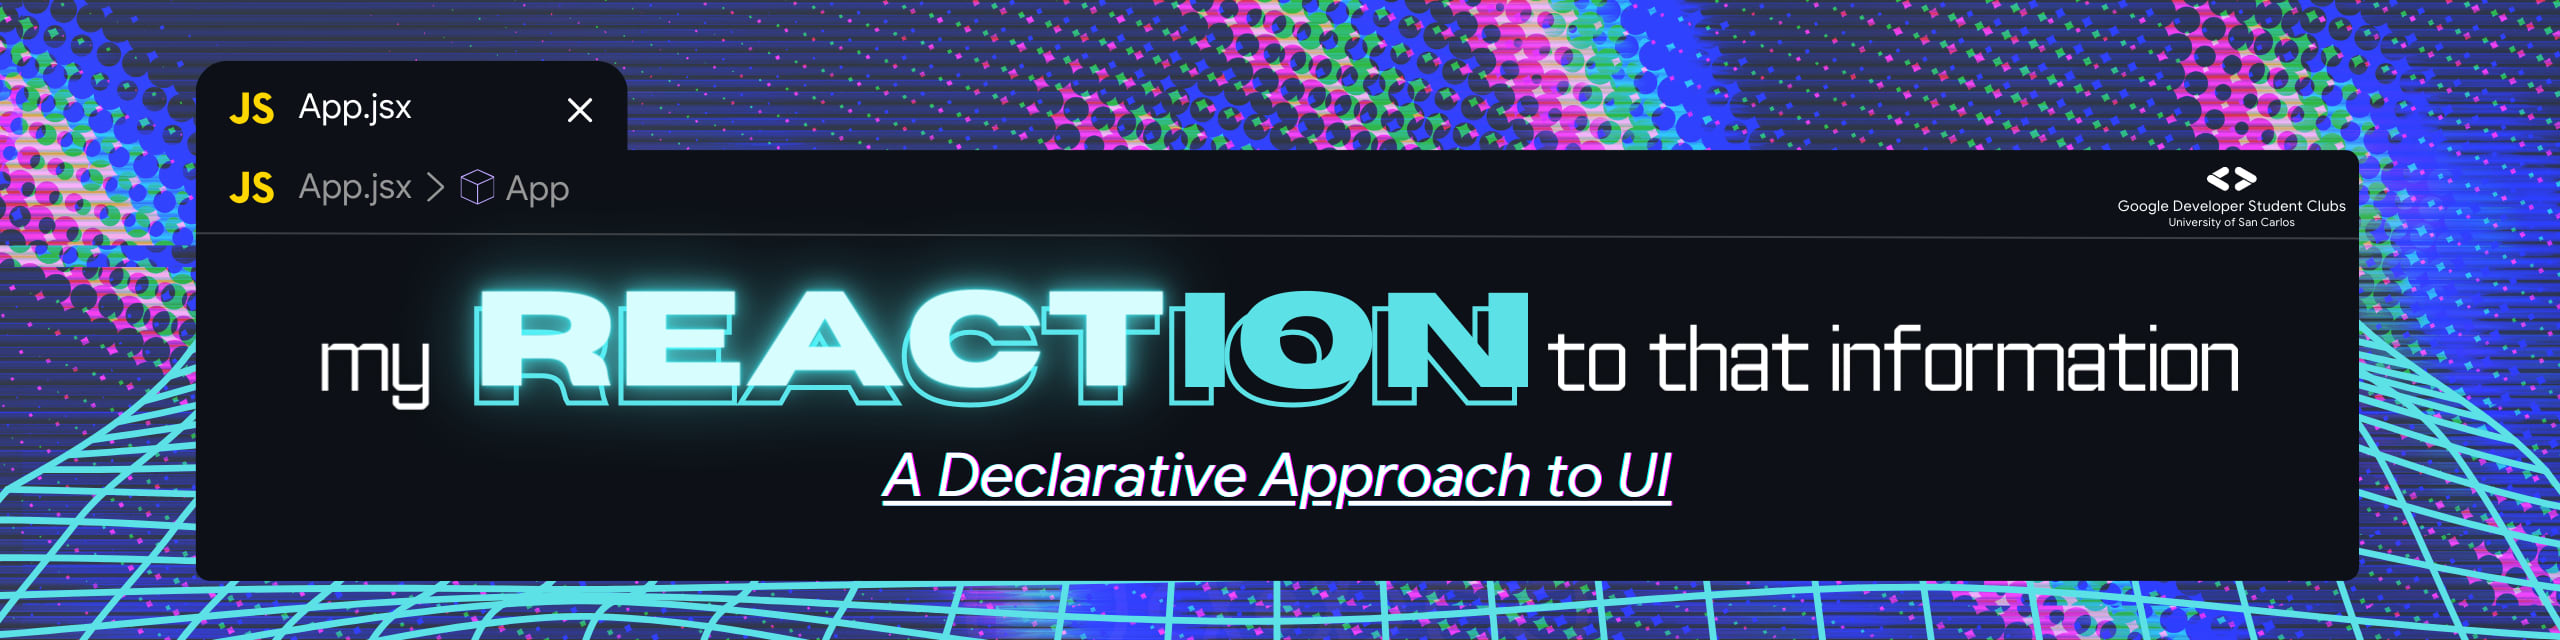 JS App.jsx
JS App.jsx > App
Google Developer Student Clubs
University of San Carlos
my REACTION to that information
A Declarative Approach to UI